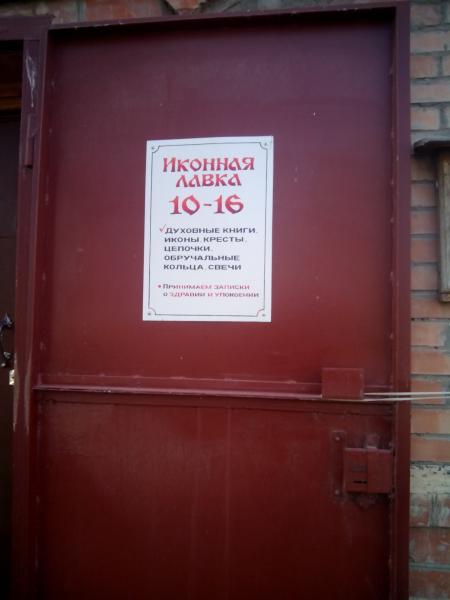 Иконная
лавка
10-16
✓Духовные книги,
иконы, кресты,
цепочки,
обручальные
кольца, свечи
• Принимаем записки
о здравии и упокоении